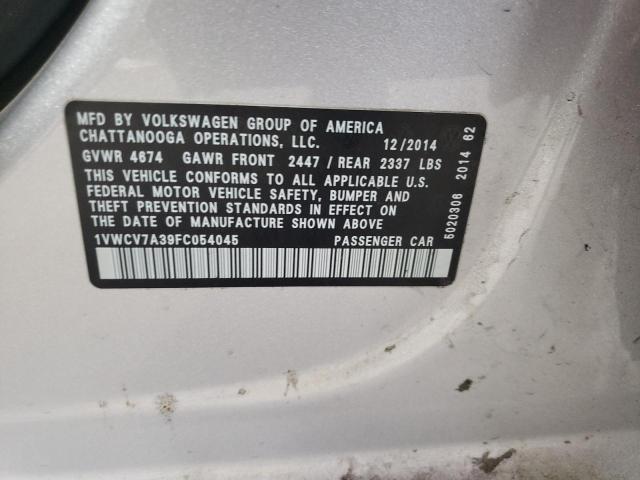 MFD BY VOLKSWAGEN GROUP OF AMERICA
CHATTANOOGA OPERATIONS, LLC. 12/2014
GVWR 4674 GAWR FRONT 2447 / REAR 2337 LBS
THIS VEHICLE CONFORMS TO ALL APPLICABLE U.S.
FEDERAL MOTOR VEHICLE SAFETY, BUMPER AND
THEFT PREVENTION STANDARDS IN EFFECT ON
THE DATE OF MANUFACTURE SHOWN ABOVE
1VWCV7A39FC054045 PASSENGER CAR
5020306 2014 62